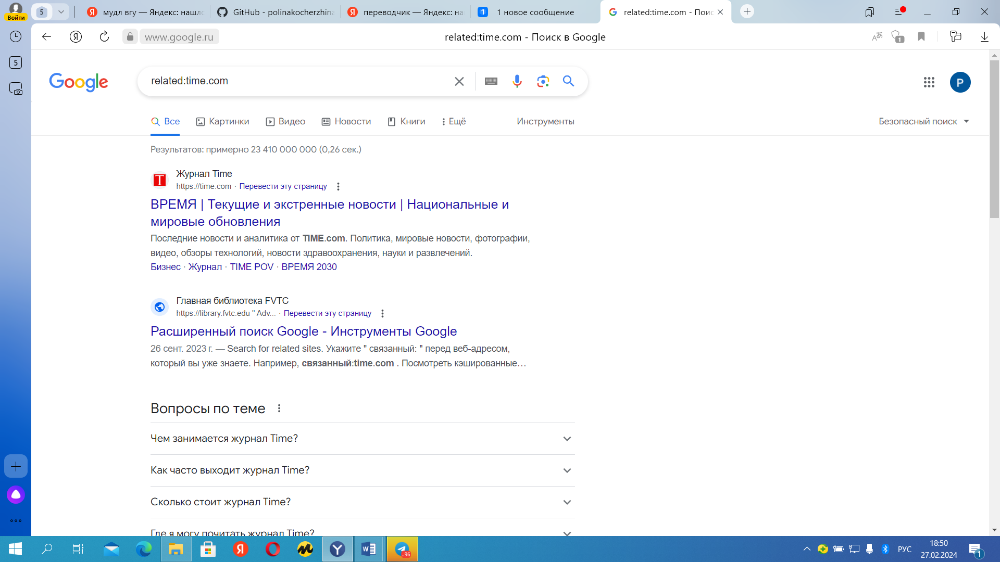 Войти
5
мудл вгу — Яндекс: нашло
GitHub - polinakocherzhina
переводчик — Яндекс: на
1
1 новое сообщение
related:time.com - Поис
www.google.ru
related:time.com - Поиск в Google
1
5
Google
related:time.com
P
Все
Картинки
Видео
Новости
Книги
Ещё
Инструменты
Безопасный поиск
Результатов: примерно 23 410 000 000 (0,26 сек.)
Журнал Time
https://time.com · Перевести эту страницу
ВРЕМЯ | Текущие и экстренные новости | Национальные и
мировые обновления
Последние новости и аналитика от TIME.com. Политика, мировые новости, фотографии,
видео, обзоры технологий, новости здравоохранения, науки и развлечений.
Бизнес · Журнал · TIME POV · ВРЕМЯ 2030
Главная библиотека FVTC
https://library.fvtc.edu " Adv... · Перевести эту страницу
Расширенный поиск Google - Инструменты Google
26 сент. 2023 г. — Search for related sites. Укажите " связанный: " перед веб-адресом,
который вы уже знаете. Например, связанный:time.com . Посмотреть кэшированные…
Вопросы по теме
Чем занимается журнал Time?
Как часто выходит журнал Time?
Сколько стоит журнал Time?
Где я могу почитать журнал Time?
..96
РУС
18:50
27.02.2024
1